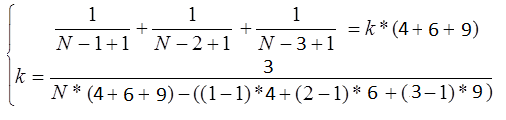 1/(N−1+1) + 1/(N−2+1) + 1/(N−3+1) = k*(4+6+9)
k = 3/(N*(4+6+9)−((1−1)*4+(2−1)*6+(3−1)*9)